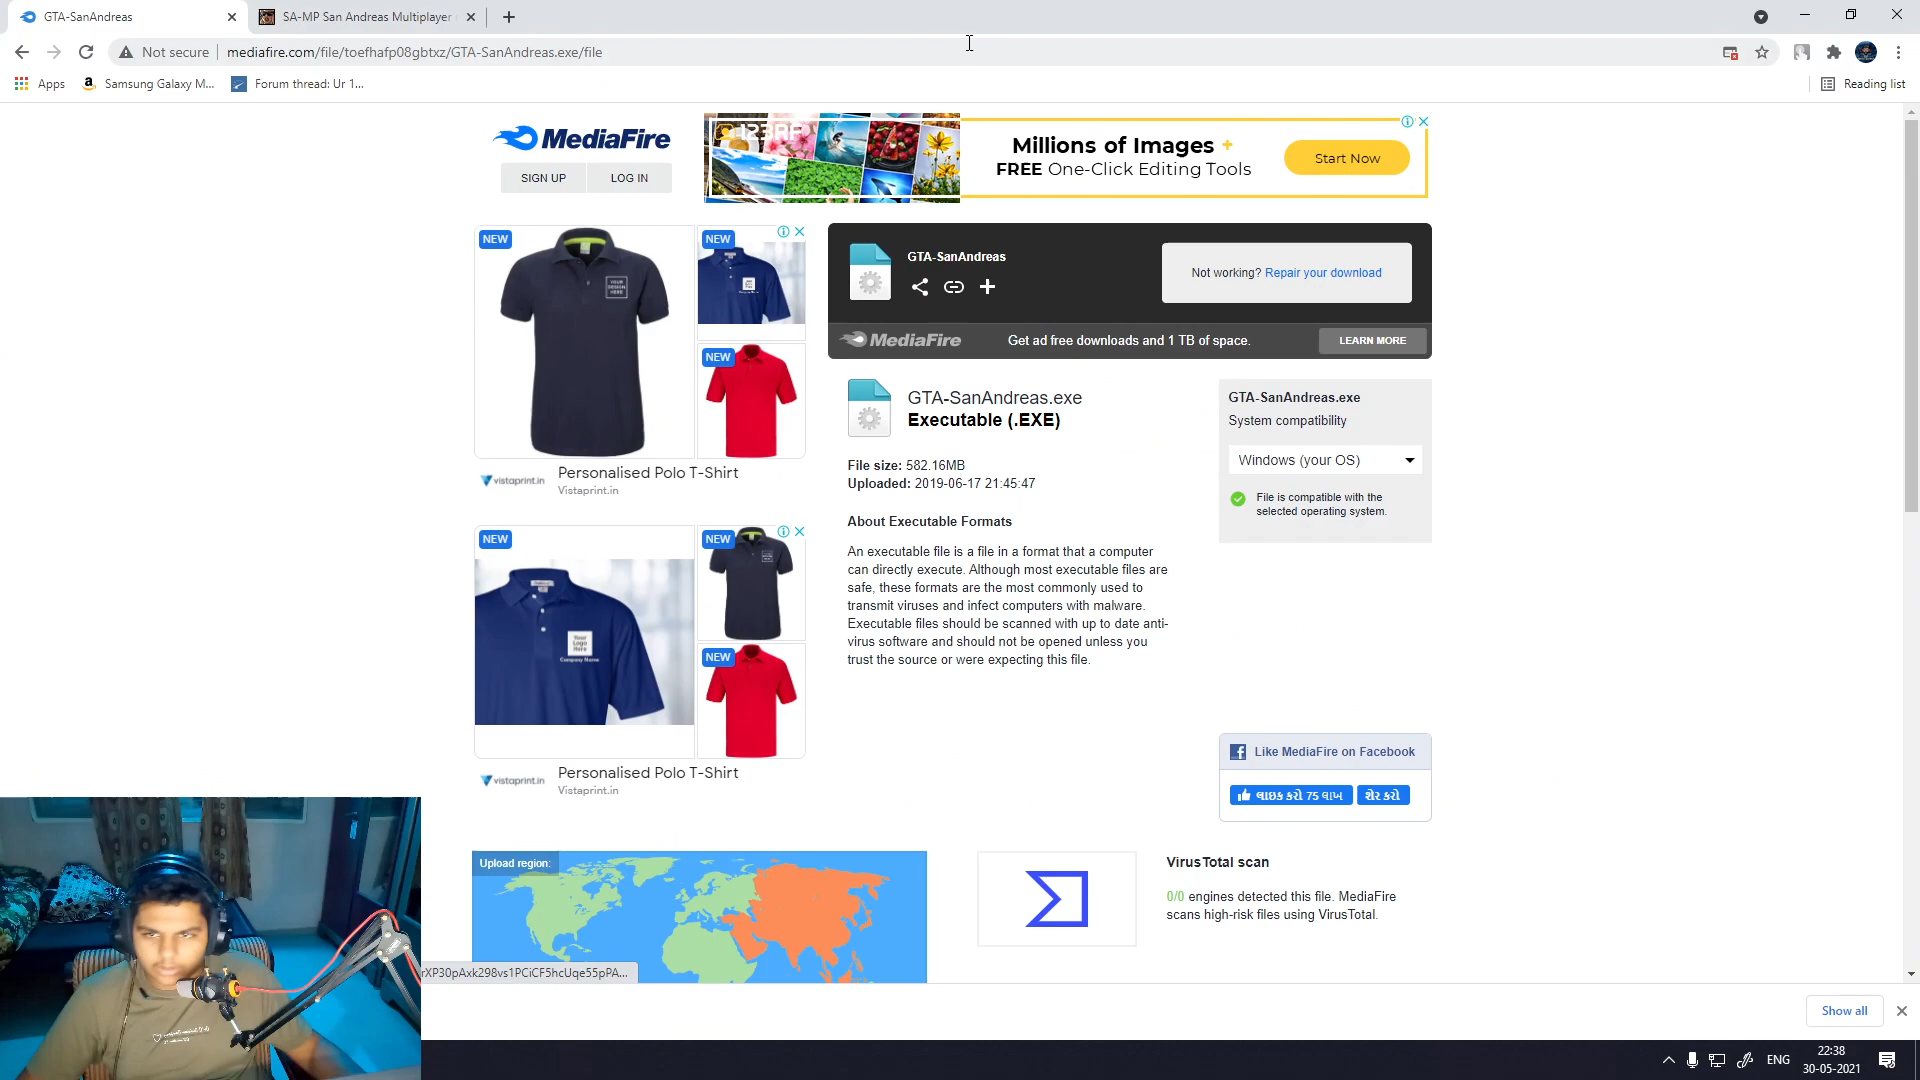 GTA-SanAndreas
SA-MP San Andreas Multiplayer
Not secure
mediafire.com/file/toefhafp08gbtxz/GTA-SanAndreas.exe/file
Apps
Samsung Galaxy M...
Forum thread: Ur 1...
Reading list
MediaFire
SIGN UP
LOG IN
123RF
Millions of Images +
FREE One-Click Editing Tools
Start Now
NEW
NEW
NEW
YOUR DESIGN HERE
Personalised Polo T-Shirt
vistaprint.in
Vistaprint.in
GTA-SanAndreas
Not working? Repair your download
MediaFire
Get ad free downloads and 1 TB of space.
LEARN MORE
GTA-SanAndreas.exe
Executable (.EXE)
File size: 582.16MB
Uploaded: 2019-06-17 21:45:47
About Executable Formats
An executable file is a file in a format that a computer
can directly execute. Although most executable files are
safe, these formats are the most commonly used to
transmit viruses and infect computers with malware.
Executable files should be scanned with up to date anti-
virus software and should not be opened unless you
trust the source or were expecting this file.
GTA-SanAndreas.exe
System compatibility
Windows (your OS)
File is compatible with the
selected operating system.
NEW
NEW
NEW
Your Logo Here
Company Name
Personalised Polo T-Shirt
vistaprint.in
Vistaprint.in
Like MediaFire on Facebook
લાઇક કરો 75 લાખ
શેર કરો
Upload region:
VirusTotal scan
0/0 engines detected this file. MediaFire
scans high-risk files using VirusTotal.
rXP30pAxk298vs1PCiCF5hcUqe55pPA...
Show all
ENG
22:38
30-05-2021